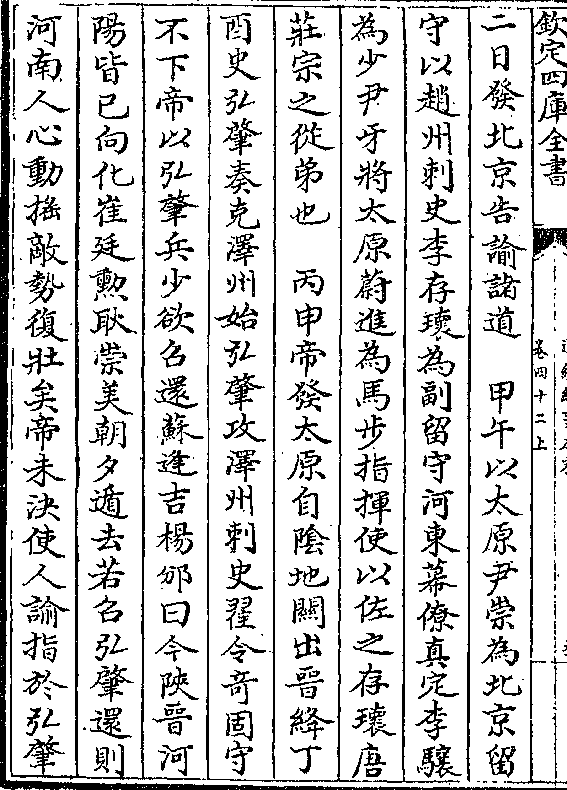 欽定四庫全書
卷四十二上
二日發北京告諭諸道　甲午以太原尹崇為北京留
守以趙州刺史李存瓌為副留守河東幕僚真定李驤
為少尹牙將太原蔚進為馬步指揮使以佐之存瓌唐
莊宗之從弟也　丙申帝發太原自陰地關出晉絳丁
酉史弘肇奏克澤州始弘肇攻澤州刺史翟令竒固守
不下帝以弘肇兵少欲召還蘇逢吉楊邠曰今陝晉河
陽皆已向化崔廷勲耿崇美朝夕遁去若召弘肇還則
河南人心動揺敵勢復壯矣帝未決使人諭指於弘肇